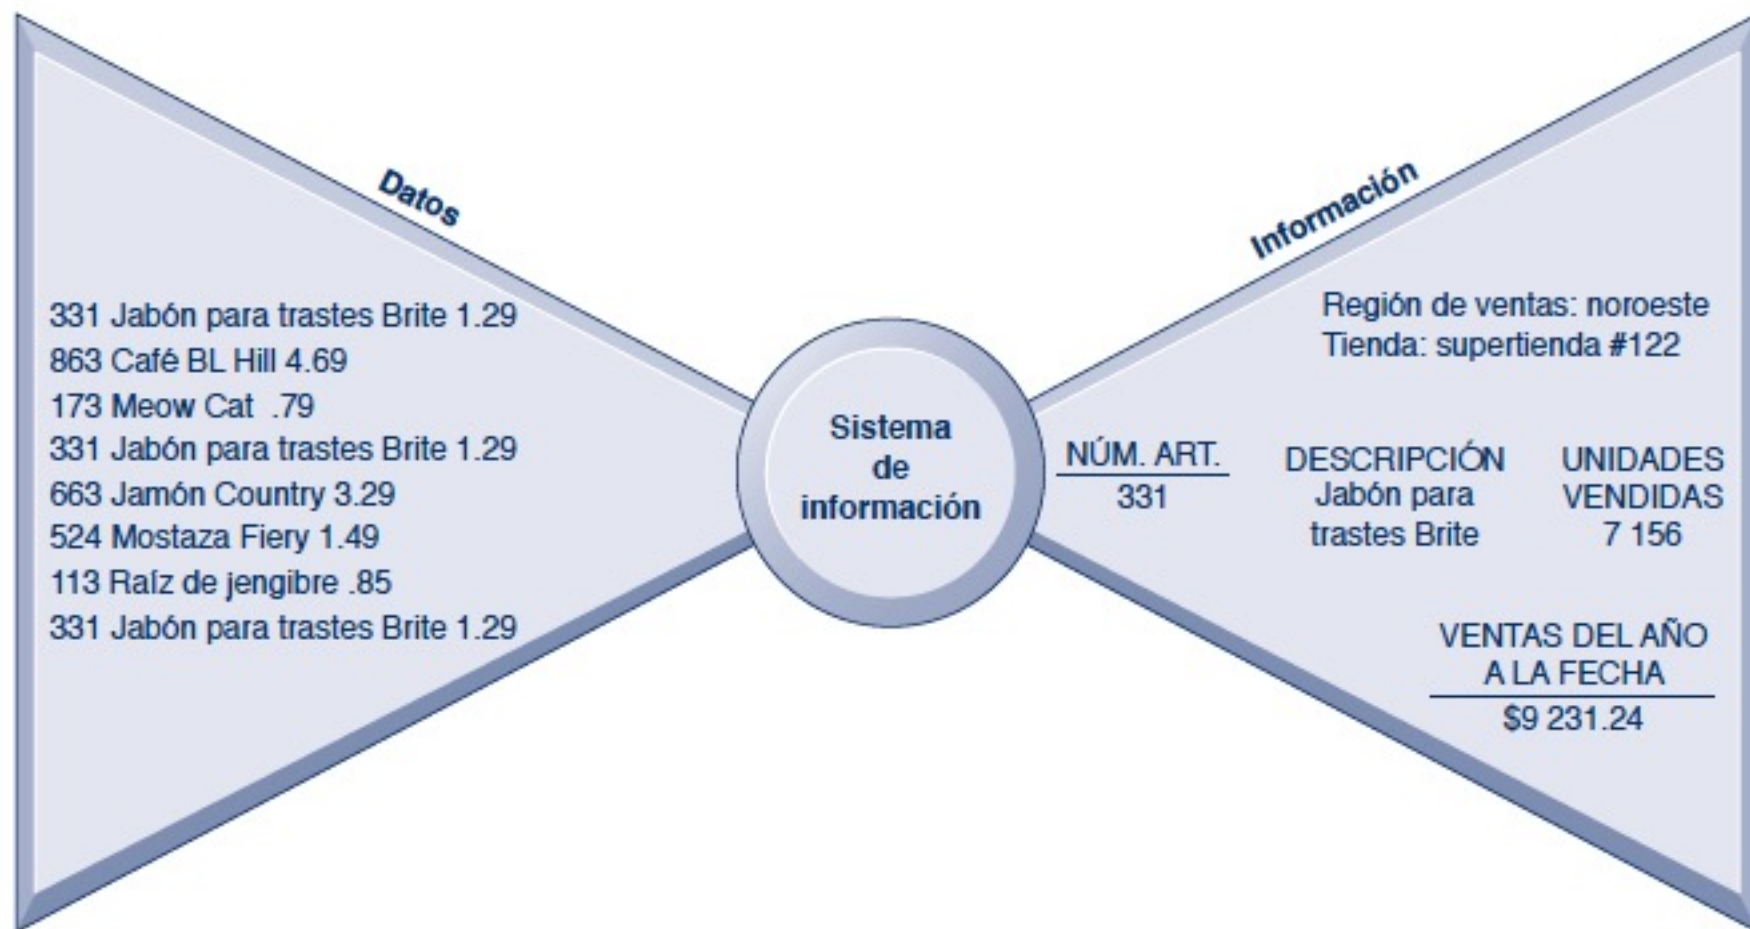 Datos
331 Jabón para trastes Brite 1.29
863 Café BL Hill 4.69
173 Meow Cat .79
331 Jabón para trastes Brite 1.29
663 Jamón Country 3.29
524 Mostaza Fiery 1.49
113 Raíz de jengibre .85
331 Jabón para trastes Brite 1.29
Sistema
de
información
Información
Región de ventas: noroeste
Tienda: supertienda #122
NÚM. ART.
331
DESCRIPCIÓN
Jabón para
trastes Brite
UNIDADES
VENDIDAS
7 156
VENTAS DEL AÑO
A LA FECHA
$9 231.24